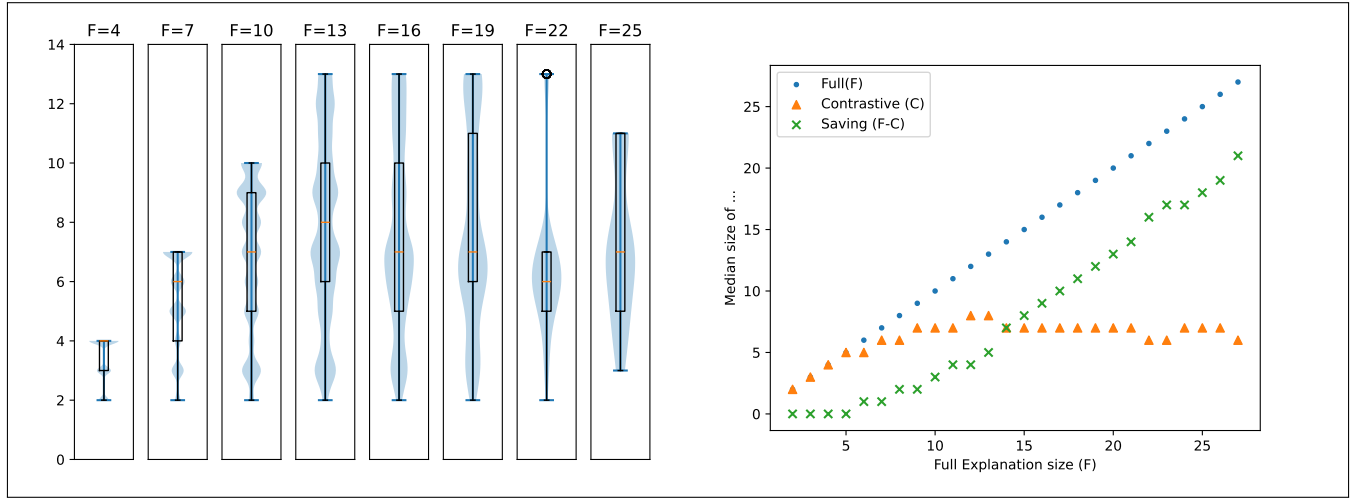 F=4 F=7 F=10 F=13 F=16 F=19 F=22 F=25
14
12
10
8
6
4
2
0
Full(F)
Contrastive (C)
Saving (F-C)
25
20
15
10
5
0
Median size of ...
5 10 15 20 25
Full Explanation size (F)